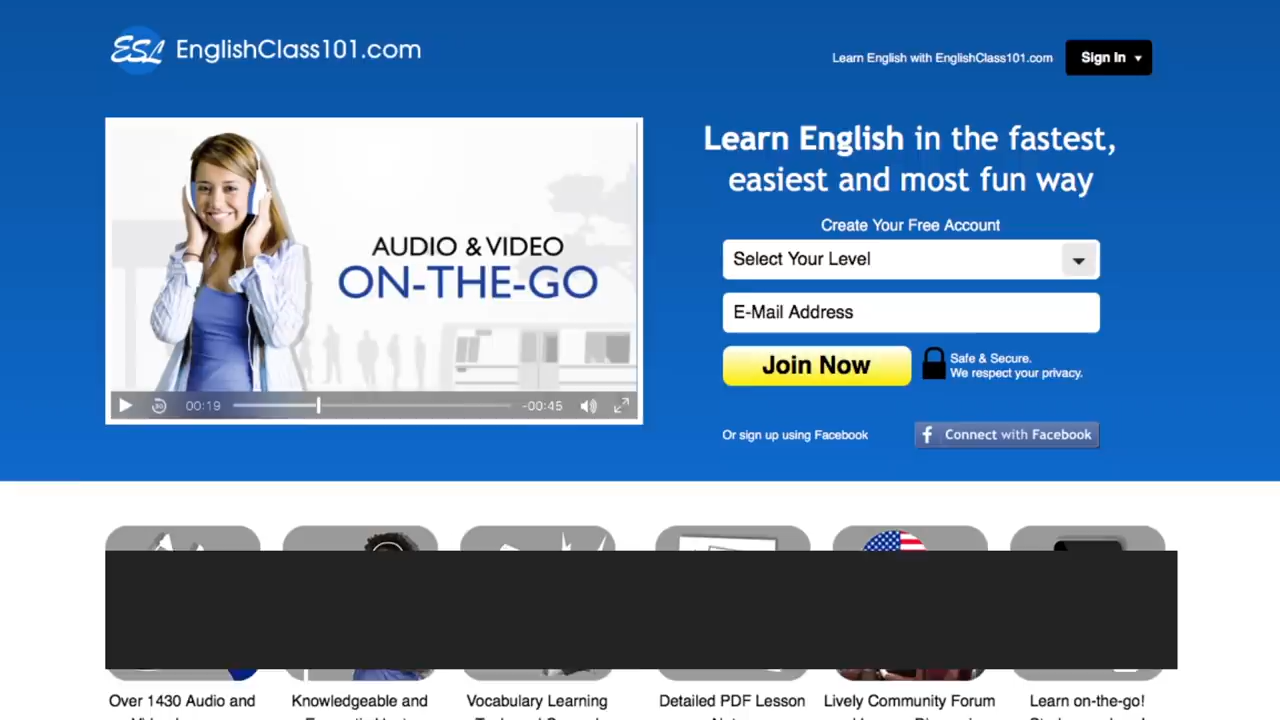 ESL EnglishClass101.com
Learn English with EnglishClass101.com
Sign In
Learn English in the fastest,
easiest and most fun way
AUDIO & VIDEO
ON-THE-GO
Create Your Free Account
Select Your Level
E-Mail Address
Join Now
Safe & Secure.
We respect your privacy.
30
00:19
-00:45
Or sign up using Facebook
f Connect with Facebook
Over 1430 Audio and
Knowledgeable and
Vocabulary Learning
Detailed PDF Lesson
Lively Community Forum
Learn on-the-go!